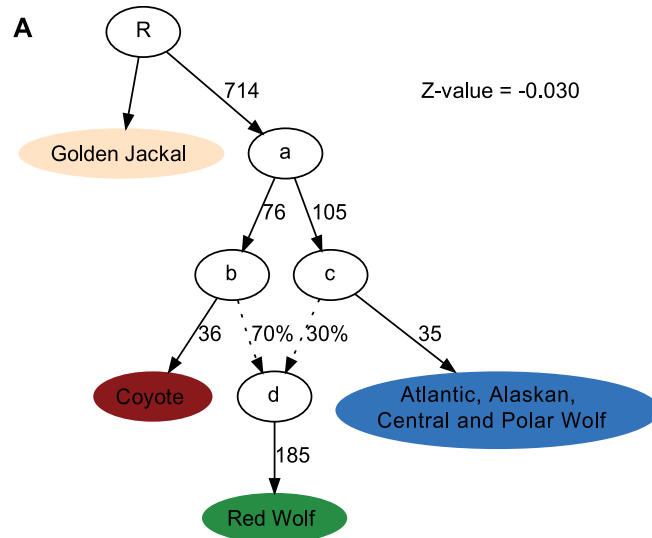 A
R
714
Z-value = -0.030
Golden Jackal
a
76
105
b
c
36
70%
30%
35
Coyote
d
Atlantic, Alaskan,
Central and Polar Wolf
185
Red Wolf